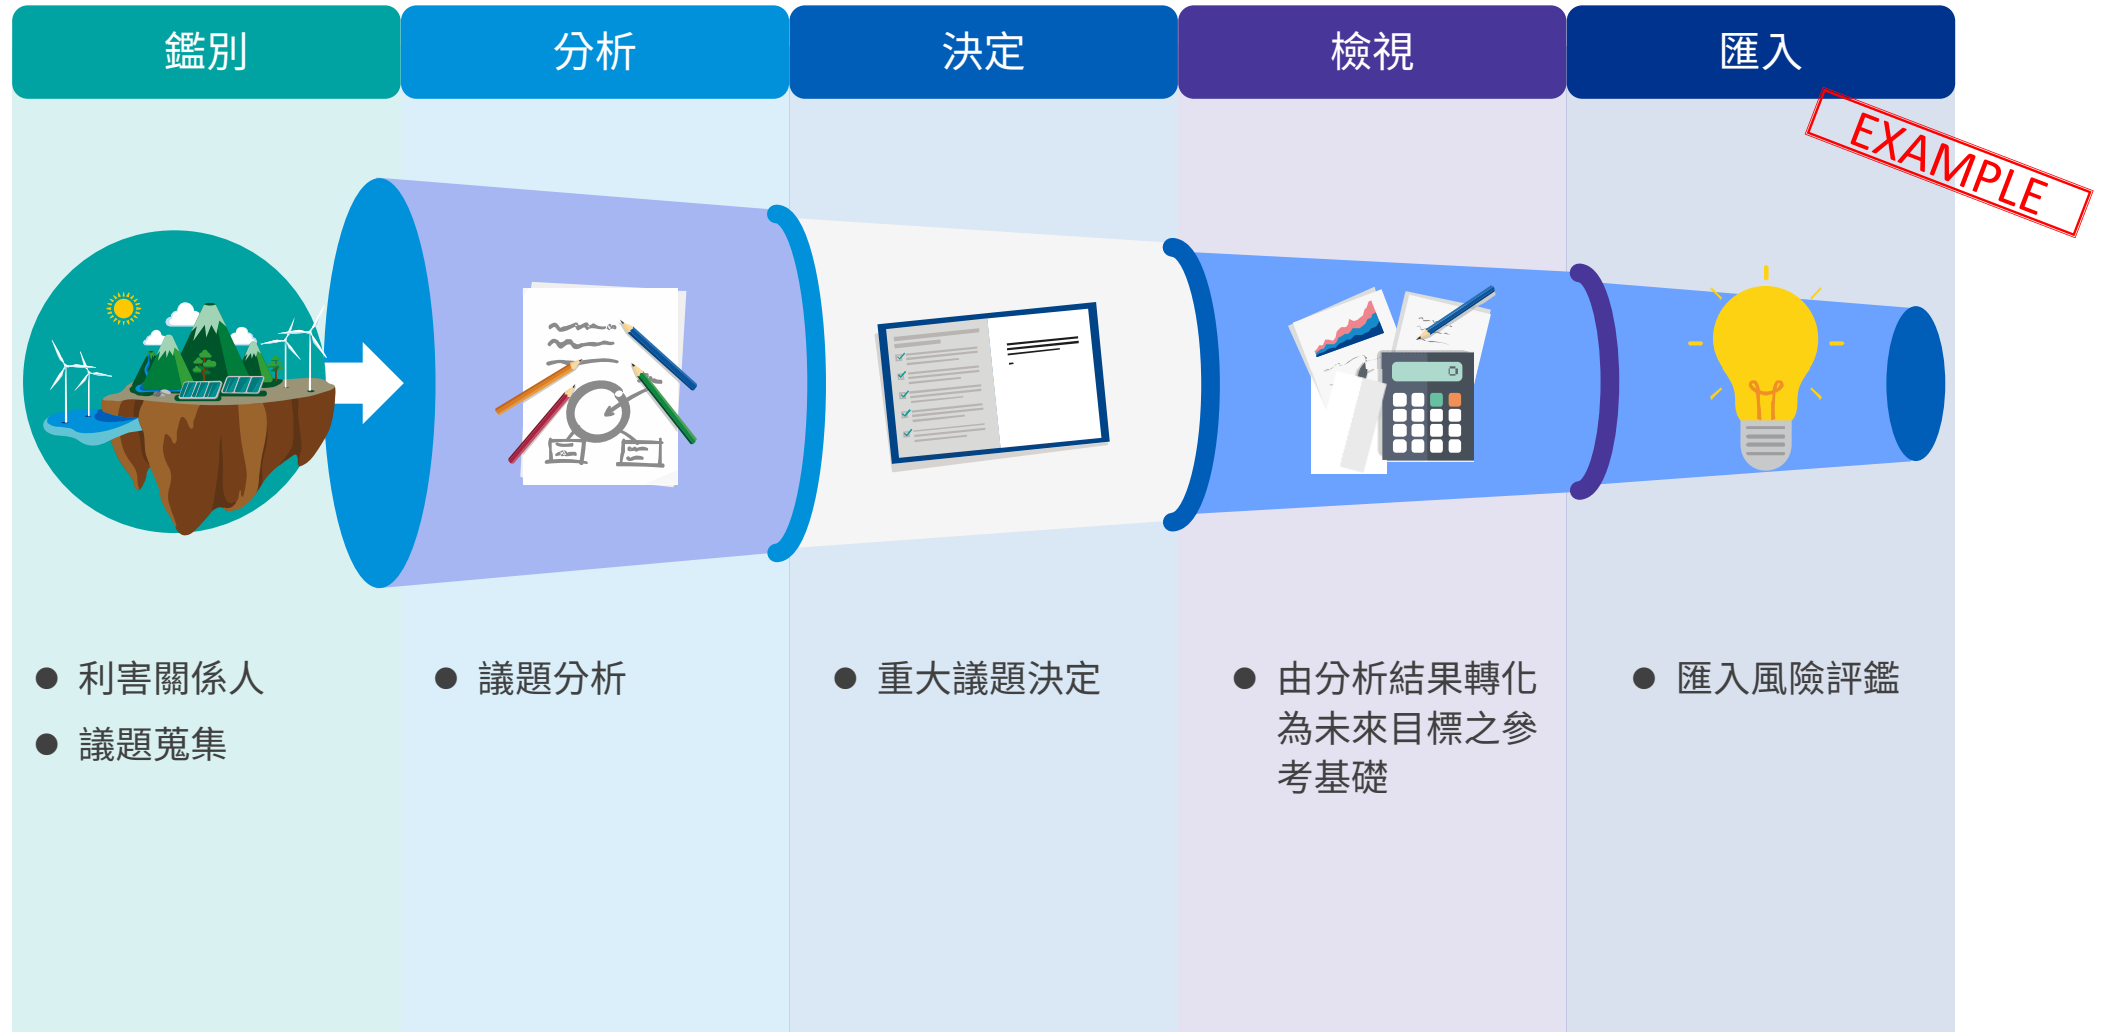 鑑別
分析
決定
檢視
匯入
EXAMPLE
利害關係人
議題蒐集
議題分析
重大議題決定
由分析結果轉化
為未來目標之參
考基礎
匯入風險評鑑